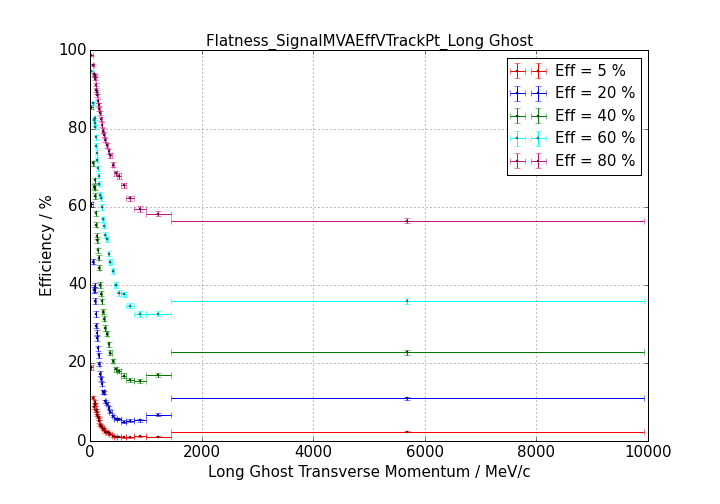 Flatness_SignalMVAEffVTrackPt_Long Ghost
100
80
60
40
20
0
Efficiency / %
Eff = 5 %
Eff = 20 %
Eff = 40 %
Eff = 60 %
Eff = 80 %
0 2000 4000 6000 8000 10000
Long Ghost Transverse Momentum / MeV/c